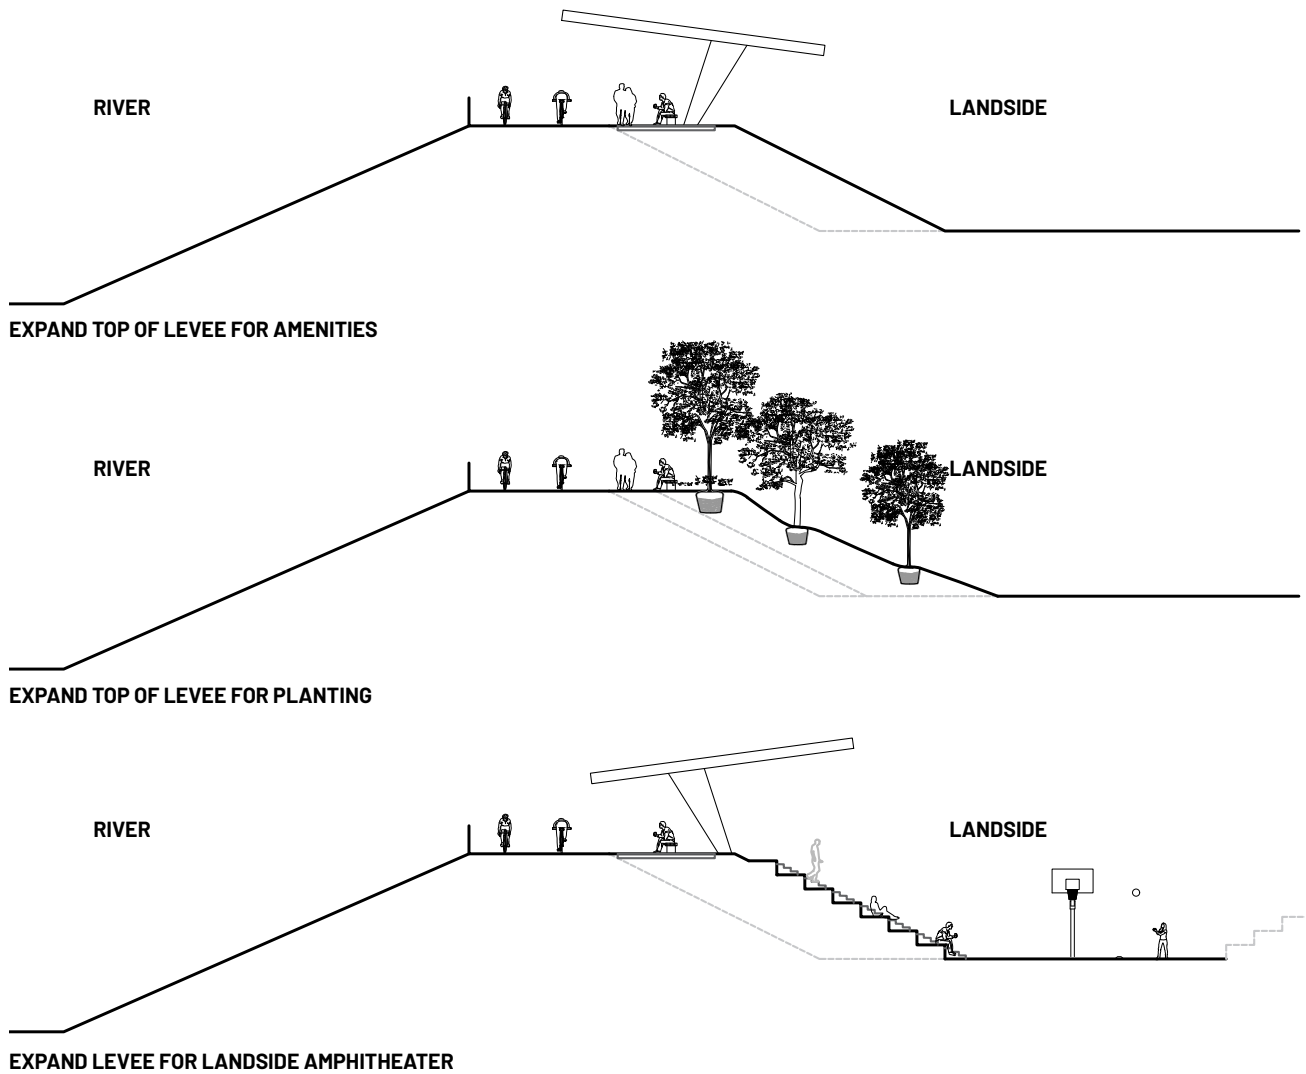 RIVER
LANDSIDE
EXPAND TOP OF LEVEE FOR AMENITIES
RIVER
LANDSIDE
EXPAND TOP OF LEVEE FOR PLANTING
RIVER
LANDSIDE
EXPAND LEVEE FOR LANDSIDE AMPHITHEATER